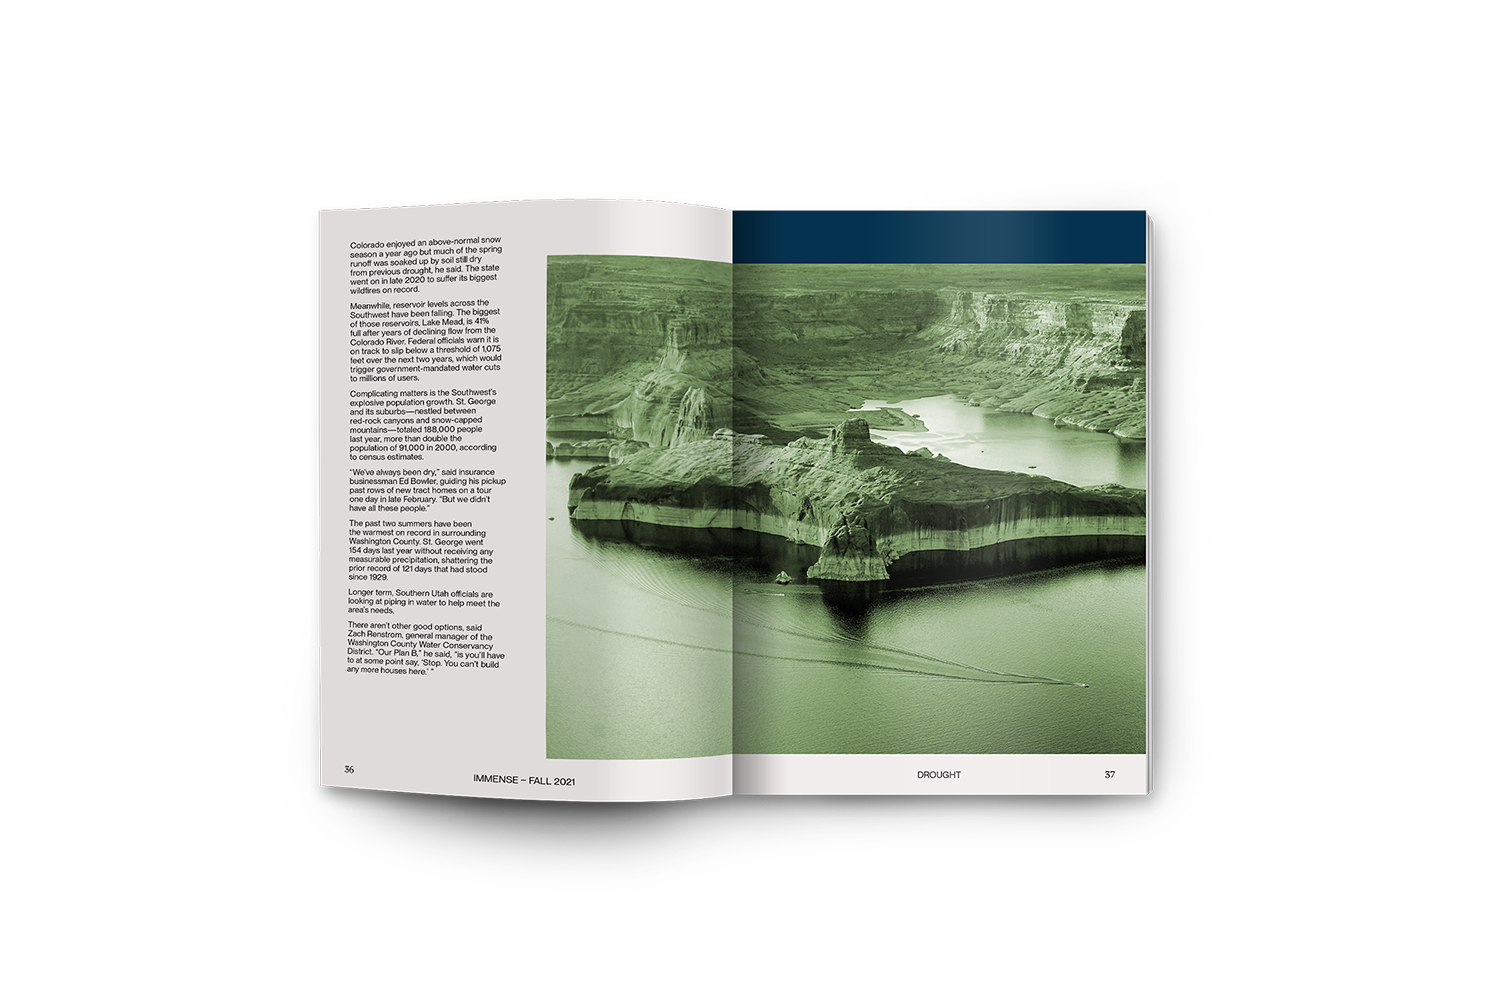 Colorado enjoyed an above-normal snow
season a year ago but much of the spring
runoff was soaked up by soil still dry
from previous drought, he said. The state
went on in late 2020 to suffer its biggest
wildfires on record.
Meanwhile, reservoir levels across the
Southwest have been falling. The biggest
of those reservoirs, Lake Mead, is 41%
full after years of declining flow from the
Colorado River. Federal officials warn it is
on track to slip below a threshold of 1,075
feet over the next two years, which would
trigger government-mandated water cuts
to millions of users.
Complicating matters is the Southwest's
explosive population growth. St. George
and its suburbs—nestled between
red-rock canyons and snow-capped
mountains—totaled 188,000 people
last year, more than double the
population of 91,000 in 2000, according
to census estimates.
“We've always been dry,” said insurance
businessman Ed Bowler, guiding his pickup
past rows of new tract homes on a tour
one day in late February. “But we didn't
have all these people.”
The past two summers have been
the warmest on record in surrounding
Washington County. St. George went
154 days last year without receiving any
measurable precipitation, shattering the
prior record of 121 days that had stood
since 1929.
Longer term, Southern Utah officials are
looking at piping in water to help meet the
area's needs.
There aren't other good options, said
Zach Renstrom, general manager of the
Washington County Water Conservancy
District. “Our Plan B,” he said, “is you'll have
to at some point say, ‘Stop. You can't build
any more houses here.’ ”
36
IMMENSE – FALL 2021
DROUGHT
37